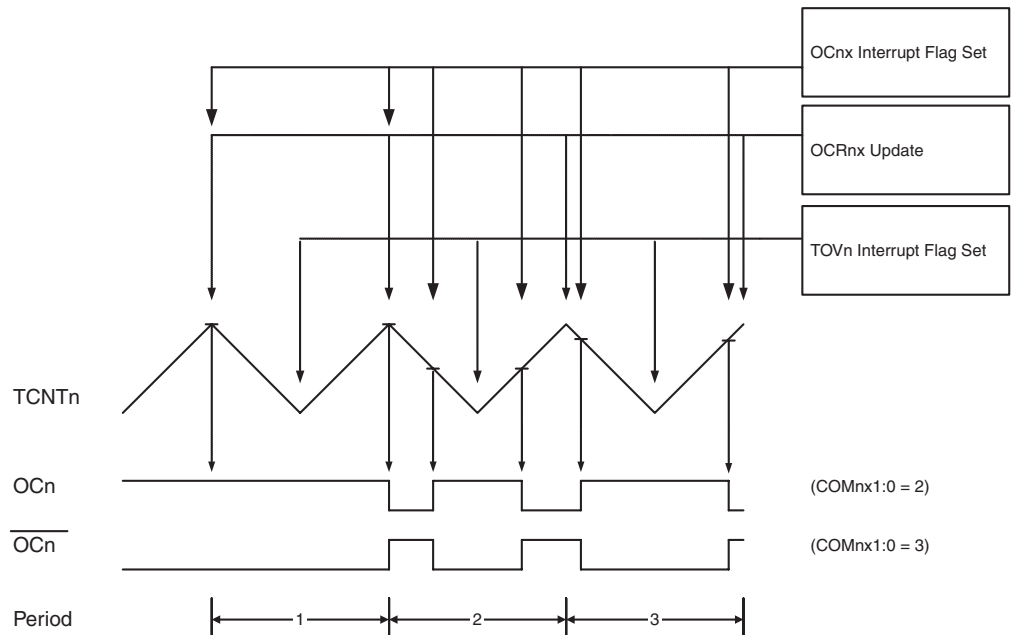 OCnx Interrupt Flag Set
OCRnx Update
TOVn Interrupt Flag Set
TCNTn
OCn
(COMnx1:0 = 2)
OCn
(COMnx1:0 = 3)
Period
1
2
3